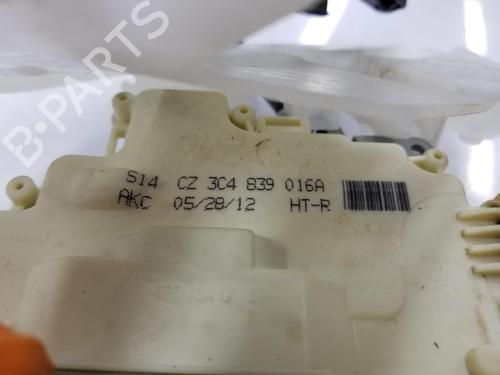 B-PARTS
S14 CZ 3C4 839 016A
AKC 05/28/12 HT-R